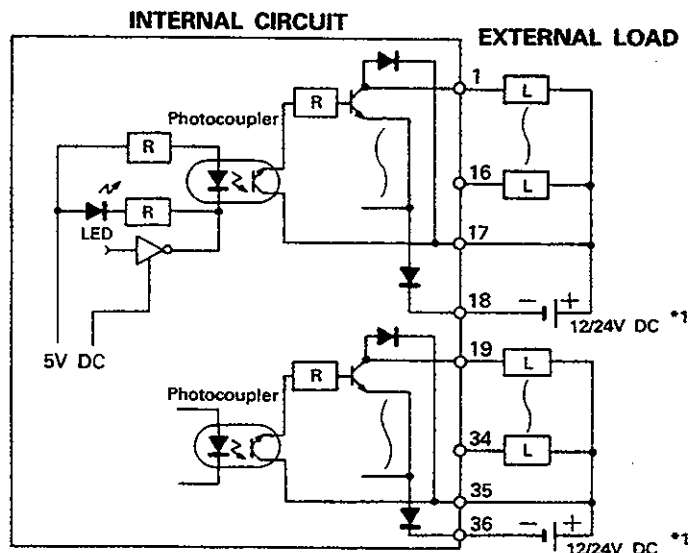 INTERNAL CIRCUIT
EXTERNAL LOAD
Photocoupler
R
R
R
LED
5V DC
1
L
16
L
17
18
− +
12/24V DC *1
Photocoupler
R
19
L
34
L
35
36
− +
12/24V DC *1